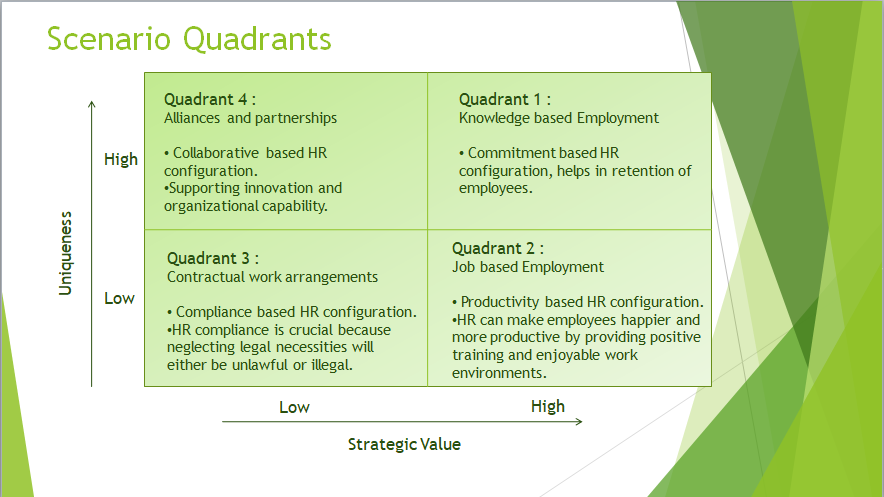 Scenario Quadrants
Quadrant 4 :
Alliances and partnerships
• Collaborative based HR
configuration.
•Supporting innovation and
organizational capability.
Quadrant 1 :
Knowledge based Employment
• Commitment based HR
configuration, helps in retention of
employees.
High
Uniqueness
Low
Quadrant 3 :
Contractual work arrangements
• Compliance based HR configuration.
•HR compliance is crucial because
neglecting legal necessities will
either be unlawful or illegal.
Quadrant 2 :
Job based Employment
• Productivity based HR configuration.
•HR can make employees happier and
more productive by providing positive
training and enjoyable work
environments.
Low
High
Strategic Value